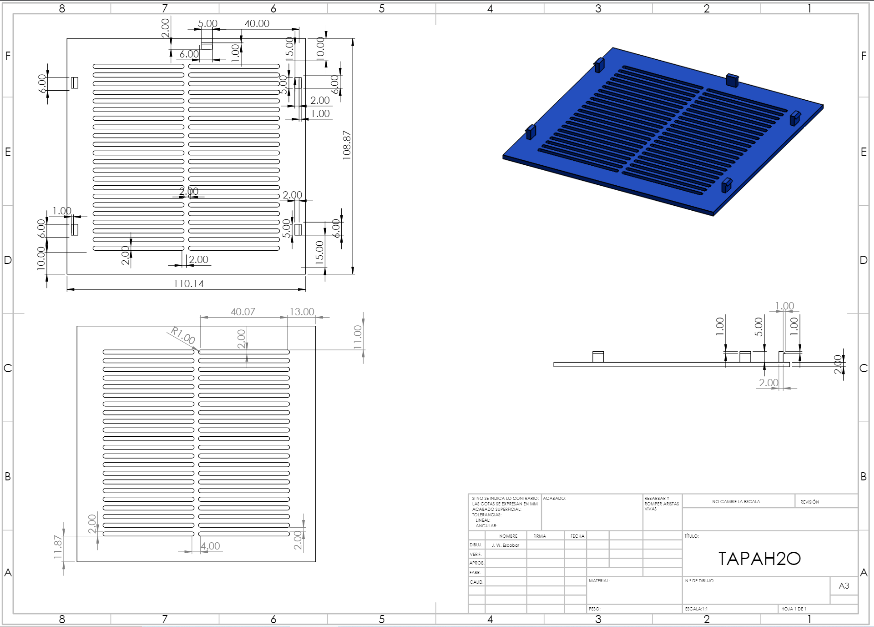 8 7 6 5 4 3 2 1
F
E
D
C
B
A
F
E
D
C
B
A
2.00
5.00
40.00
6.00
1.00
15.00
10.00
6.00
5.00
6.00
2.00
1.00
108.87
2.00
1.00
2.00
6.00
5.00
6.00
10.00
2.00
2.00
15.00
110.14
40.07
13.00
R1.00
2.00
11.00
2.00
11.87
4.00
2.00
1.00
1.00
5.00
1.00
2.00
2.00
SI NO SE INDICA LO CONTRARIO:
LAS COTAS SE EXPRESAN EN MM
ACABADO SUPERFICIAL:
TOLERANCIAS:
LINEAL:
ANGULAR:
ACABADO:
REBARBAR Y
ROMPER ARISTAS
VIVAS
NO CAMBIE LA ESCALA
REVISIÓN
NOMBRE
FIRMA
FECHA
DIBUJ.
J. W. Escobar
VERIF.
APROB.
FABR.
CALID.
TÍTULO:
TAPAH2O
MATERIAL:
N.º DE DIBUJO
A3
PESO:
ESCALA:1:1
HOJA 1 DE 1
8 7 6 5 4 3 2 1